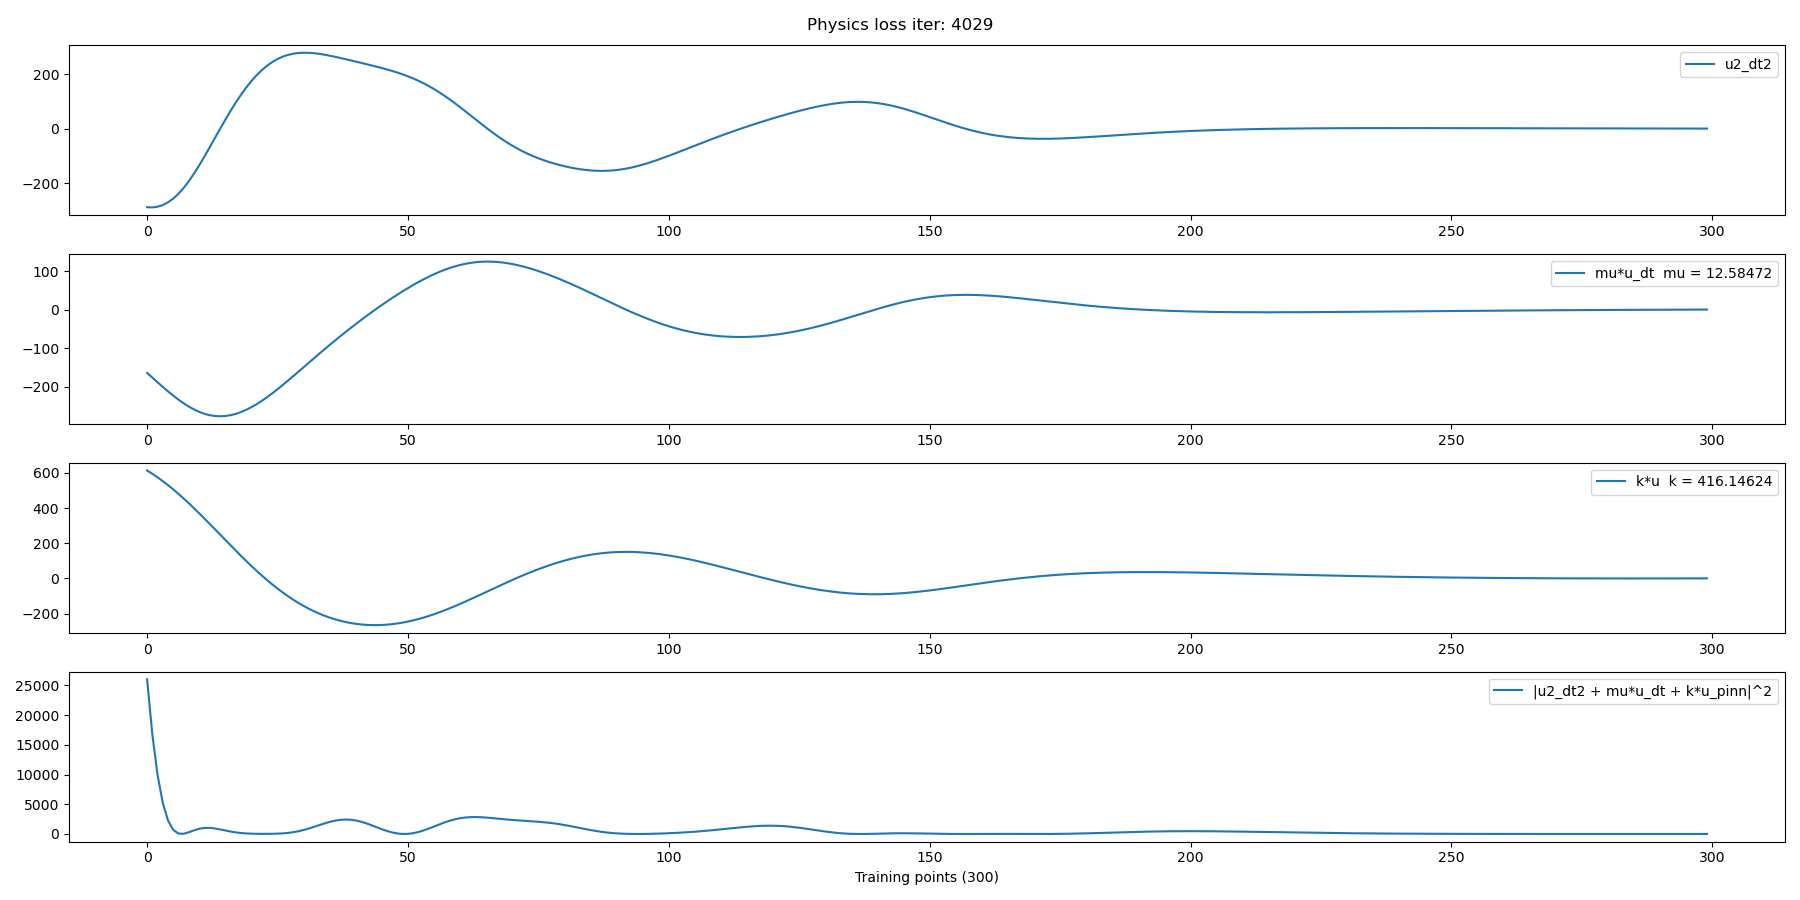 Physics loss iter: 4029
u2_dt2
200
0
−200
0 50 100 150 200 250 300
mu*u_dt  mu = 12.58472
100
0
−100
−200
0 50 100 150 200 250 300
k*u  k = 416.14624
600
400
200
0
−200
0 50 100 150 200 250 300
|u2_dt2 + mu*u_dt + k*u_pinn|^2
25000
20000
15000
10000
5000
0
0 50 100 150 200 250 300
Training points (300)